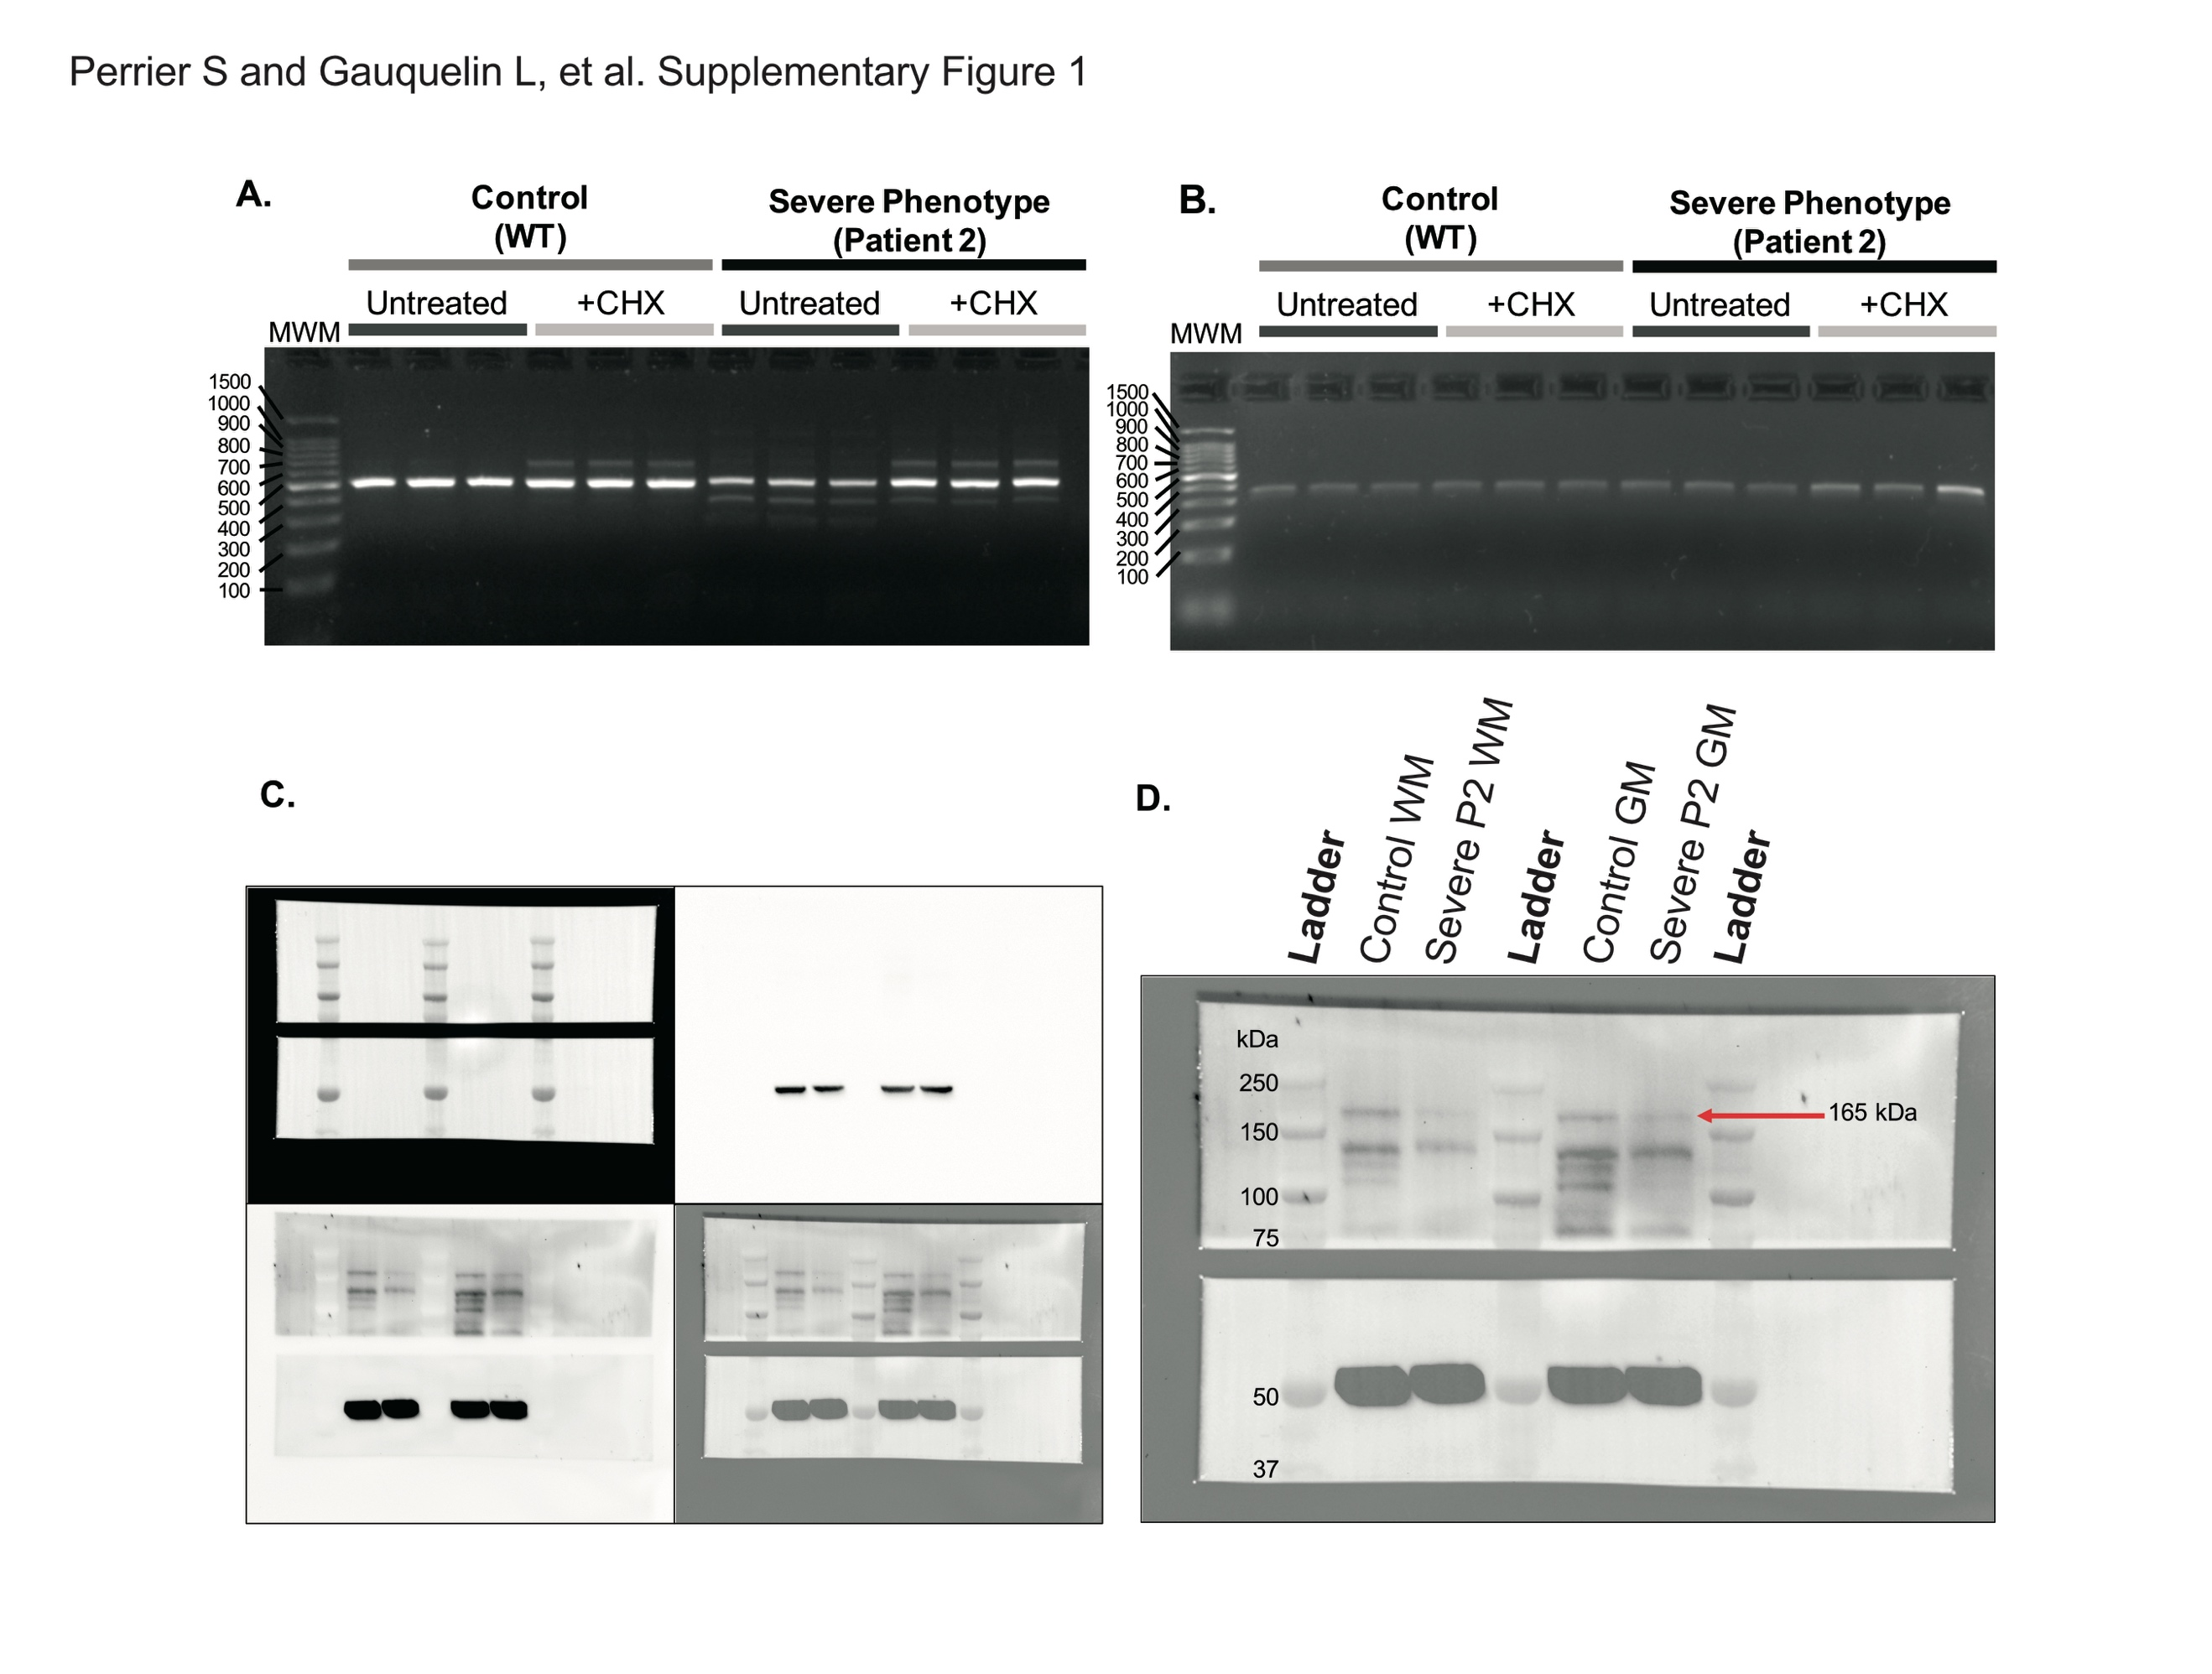 Perrier S and Gauquelin L, et al. Supplementary Figure 1
A.
Control
(WT)
Severe Phenotype
(Patient 2)
Untreated
+CHX
Untreated
+CHX
MWM
1500
1000
900
800
700
600
500
400
300
200
100
B.
Control
(WT)
Severe Phenotype
(Patient 2)
Untreated
+CHX
Untreated
+CHX
MWM
1500
1000
900
800
700
600
500
400
300
200
100
C.
D.
Ladder
Control WM
Severe P2 WM
Ladder
Control GM
Severe P2 GM
Ladder
kDa
250
150
100
75
50
37
165 kDa